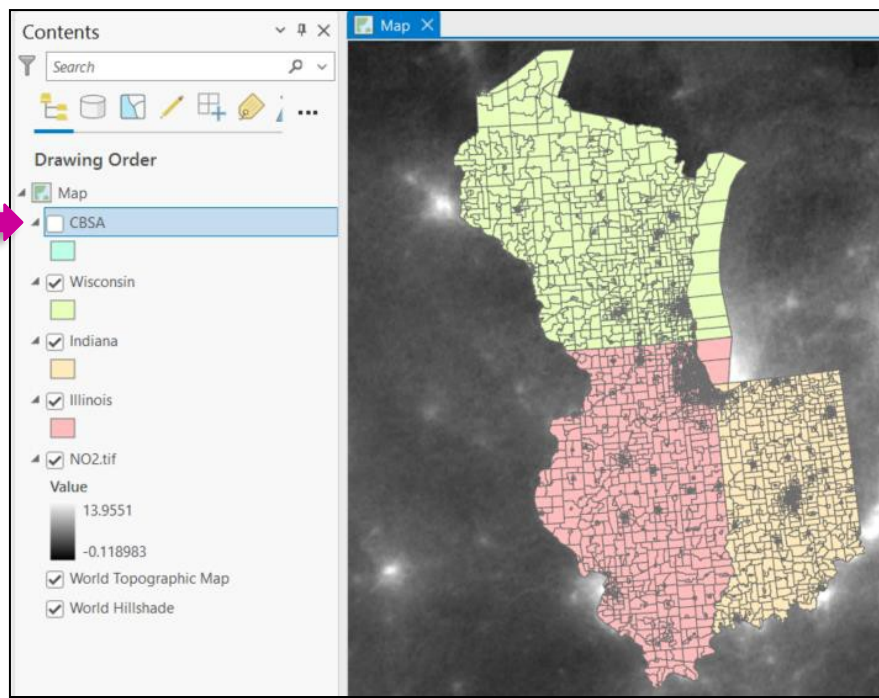 Contents
Map
Search
Drawing Order
Map
CBSA
Wisconsin
Indiana
Illinois
NO2.tif
Value
13.9551
-0.118983
World Topographic Map
World Hillshade